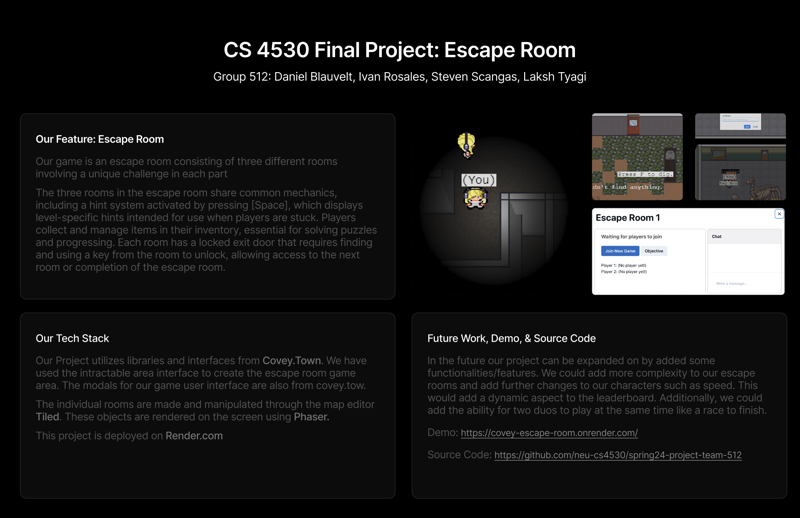 CS 4530 Final Project: Escape Room
Group 512: Daniel Blauvelt, Ivan Rosales, Steven Scangas, Laksh Tyagi
Our Feature: Escape Room
Our game is an escape room consisting of three different rooms
involving a unique challenge in each part
The three rooms in the escape room share common mechanics,
including a hint system activated by pressing [Space], which displays
level-specific hints intended for use when players are stuck. Players
collect and manage items in their inventory, essential for solving puzzles
and progressing. Each room has a locked exit door that requires finding
and using a key from the room to unlock, allowing access to the next
room or completion of the escape room.
(You)
Press F to dig.
dn't find anything.
Escape Room 1
Waiting for players to join
Join New Game
Objective
Player 1: (No player yet!)
Player 2: (No player yet!)
Chat
Write a message...
Our Tech Stack
Our Project utilizes libraries and interfaces from Covey.Town. We have
used the intractable area interface to create the escape room game
area. The modals for our game user interface are also from covey.tow.
The individual rooms are made and manipulated through the map editor
Tiled. These objects are rendered on the screen using Phaser.
This project is deployed on Render.com
Future Work, Demo, & Source Code
In the future our project can be expanded on by added some
functionalities/features. We could add more complexity to our escape
rooms and add further changes to our characters such as speed. This
would add a dynamic aspect to the leaderboard. Additionally, we could
add the ability for two duos to play at the same time like a race to finish.
Demo: https://covey-escape-room.onrender.com/
Source Code: https://github.com/neu-cs4530/spring24-project-team-512